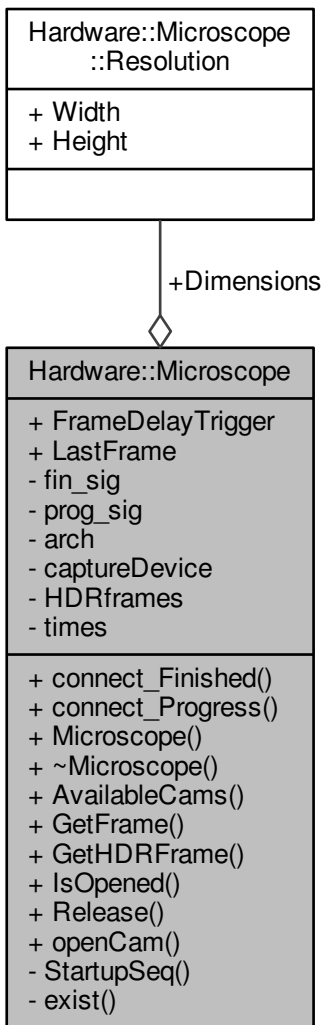 Hardware::Microscope
::Resolution
+ Width
+ Height
+Dimensions
Hardware::Microscope
+ FrameDelayTrigger
+ LastFrame
- fin_sig
- prog_sig
- arch
- captureDevice
- HDRframes
- times
+ connect_Finished()
+ connect_Progress()
+ Microscope()
+ ~Microscope()
+ AvailableCams()
+ GetFrame()
+ GetHDRFrame()
+ IsOpened()
+ Release()
+ openCam()
- StartupSeq()
- exist()